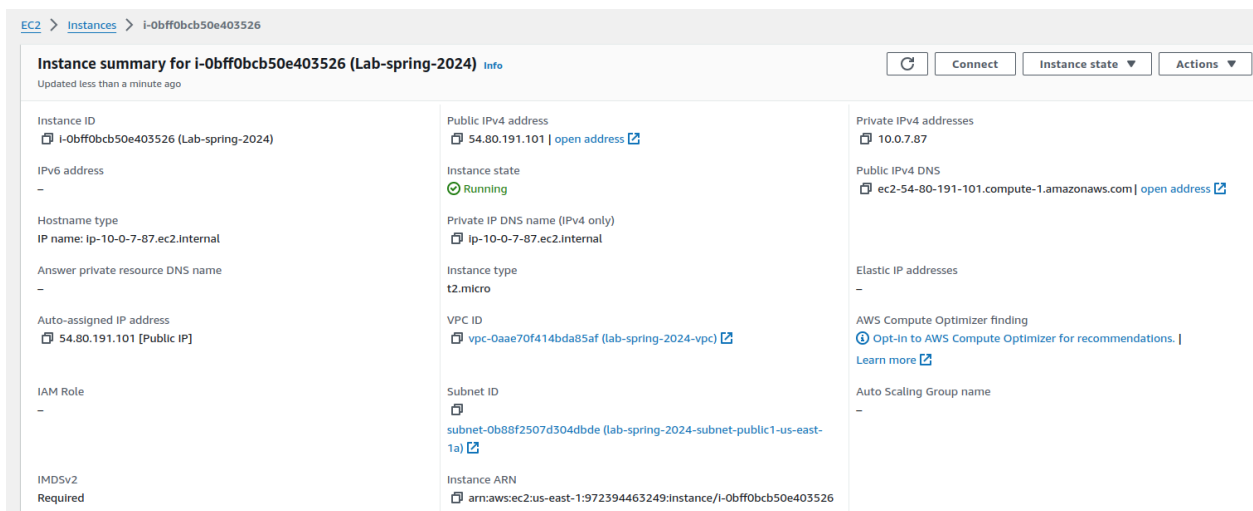 EC2 > Instances > i-0bff0bcb50e403526
Instance summary for i-0bff0bcb50e403526 (Lab-spring-2024) Info
Updated less than a minute ago
Connect
Instance state
Actions
Instance ID
i-0bff0bcb50e403526 (Lab-spring-2024)
Public IPv4 address
54.80.191.101 | open address
Private IPv4 addresses
10.0.7.87
IPv6 address
–
Instance state
Running
Public IPv4 DNS
ec2-54-80-191-101.compute-1.amazonaws.com | open address
Hostname type
IP name: ip-10-0-7-87.ec2.internal
Private IP DNS name (IPv4 only)
ip-10-0-7-87.ec2.internal
Answer private resource DNS name
–
Instance type
t2.micro
Elastic IP addresses
–
Auto-assigned IP address
54.80.191.101 [Public IP]
VPC ID
vpc-0aae70f414bda85af (lab-spring-2024-vpc)
AWS Compute Optimizer finding
Opt-in to AWS Compute Optimizer for recommendations. |
Learn more
IAM Role
–
Subnet ID
subnet-0b88f2507d304dbde (lab-spring-2024-subnet-public1-us-east-
1a)
Auto Scaling Group name
–
IMDSv2
Required
Instance ARN
arn:aws:ec2:us-east-1:972394463249:instance/i-0bff0bcb50e403526